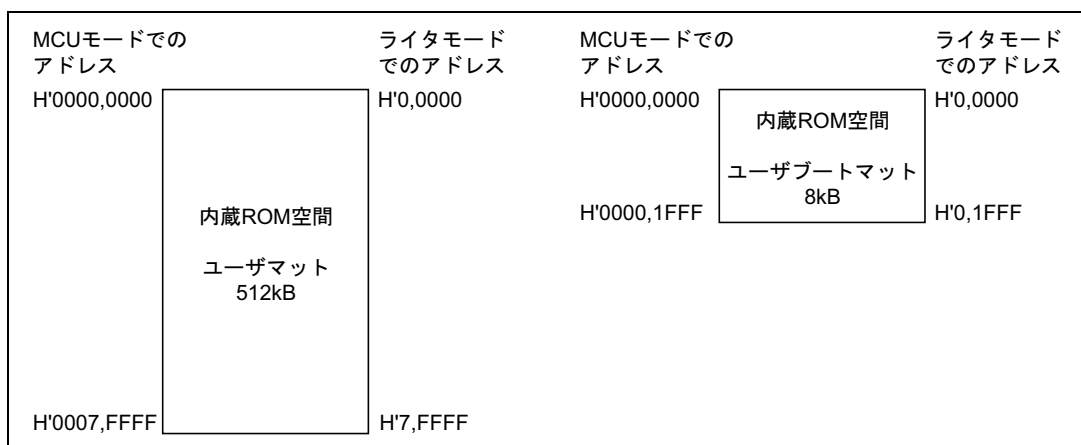 MCUモードでの
アドレス
ライタモード
でのアドレス
H'0000,0000
H'0,0000
内蔵ROM空間
ユーザマット
512kB
H'0007,FFFF
H'7,FFFF
MCUモードでの
アドレス
ライタモード
でのアドレス
H'0000,0000
H'0,0000
内蔵ROM空間
ユーザブートマット
8kB
H'0000,1FFF
H'0,1FFF